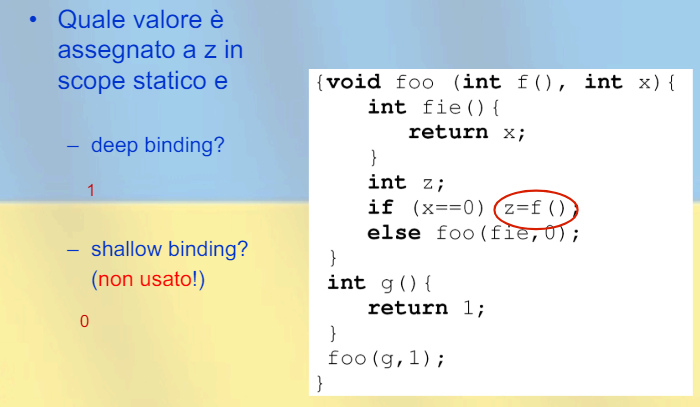 • Quale valore è
assegnato a z in
scope statico e
– deep binding?
1
– shallow binding?
(non usato!)
0
{void foo (int f(), int x){
int fie(){
return x;
}
int z;
if (x==0) z=f();
else foo(fie,0);
}
int g(){
return 1;
}
foo(g,1);
}